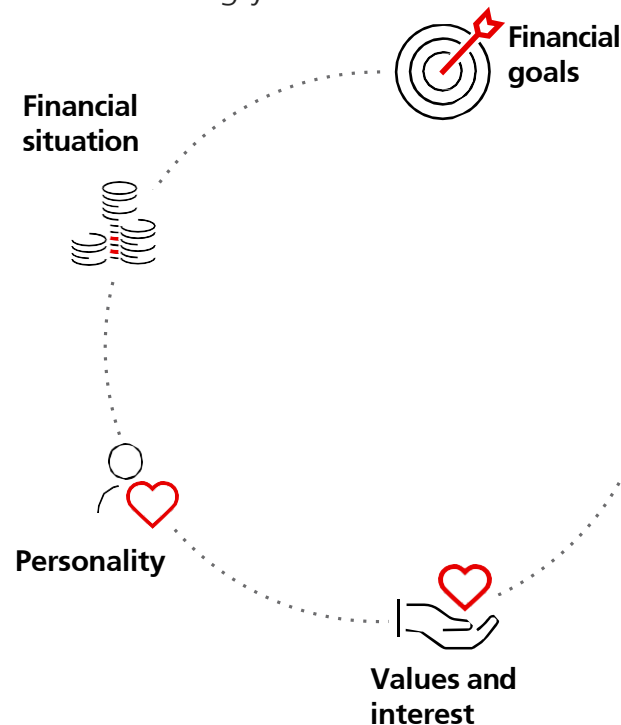 Financial
goals
Financial
situation
Personality
Values and
interest